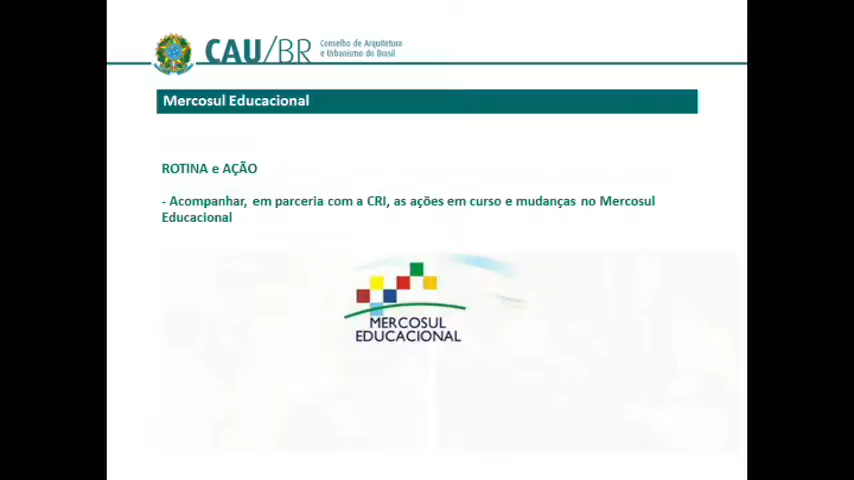 CAU/BR
Conselho de Arquitetura
e Urbanismo do Brasil
Mercosul Educacional
ROTINA e AÇÃO
- Acompanhar, em parceria com a CRI, as ações em curso e mudanças no Mercosul
Educacional
MERCOSUL
EDUCACIONAL